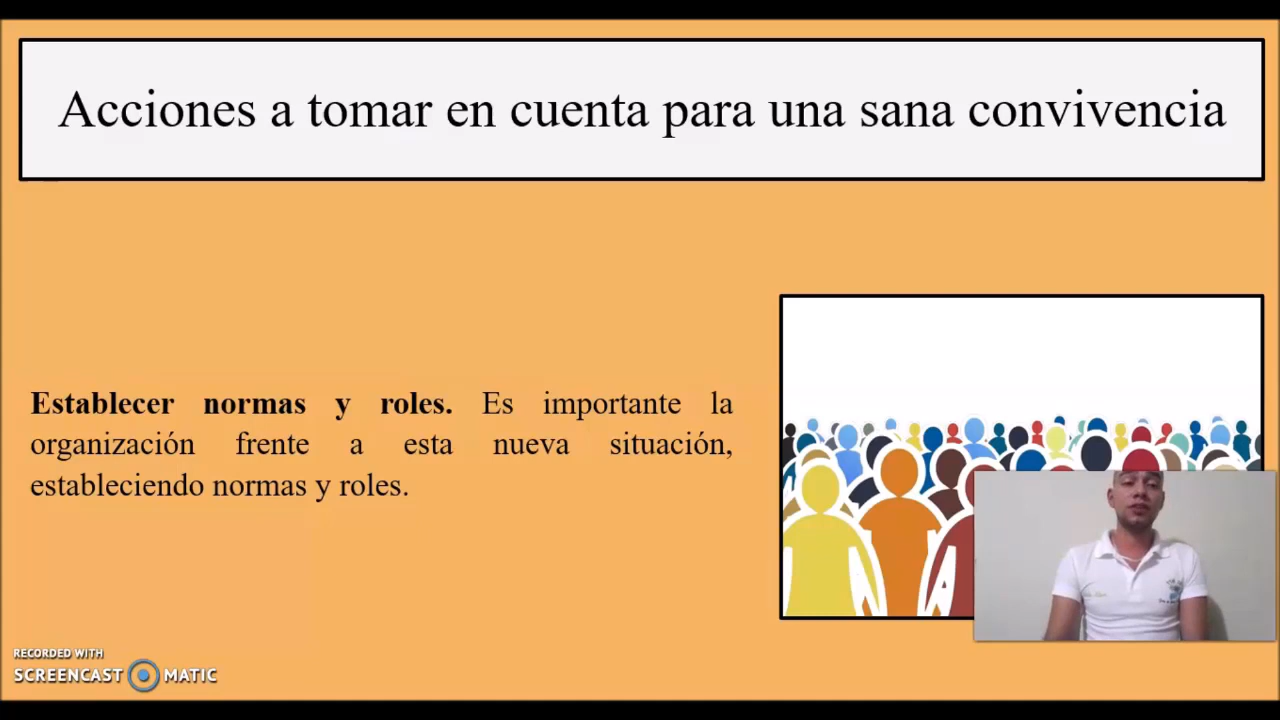 Acciones a tomar en cuenta para una sana convivencia
Establecer normas y roles. Es importante la
organización frente a esta nueva situación,
estableciendo normas y roles.
RECORDED WITH
SCREENCAST MATIC